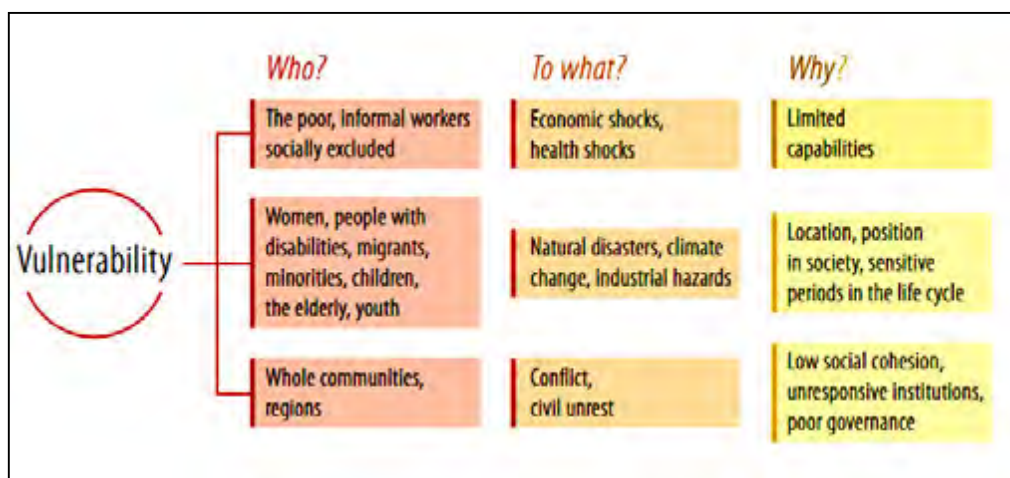 Who?
To what?
Why?
The poor, informal workers
socially excluded
Economic shocks,
health shocks
Limited
capabilities
Vulnerability
Women, people with
disabilities, migrants,
minorities, children,
the elderly, youth
Natural disasters, climate
change, industrial hazards
Location, position
in society, sensitive
periods in the life cycle
Whole communities,
regions
Conflict,
civil unrest
Low social cohesion,
unresponsive institutions,
poor governance